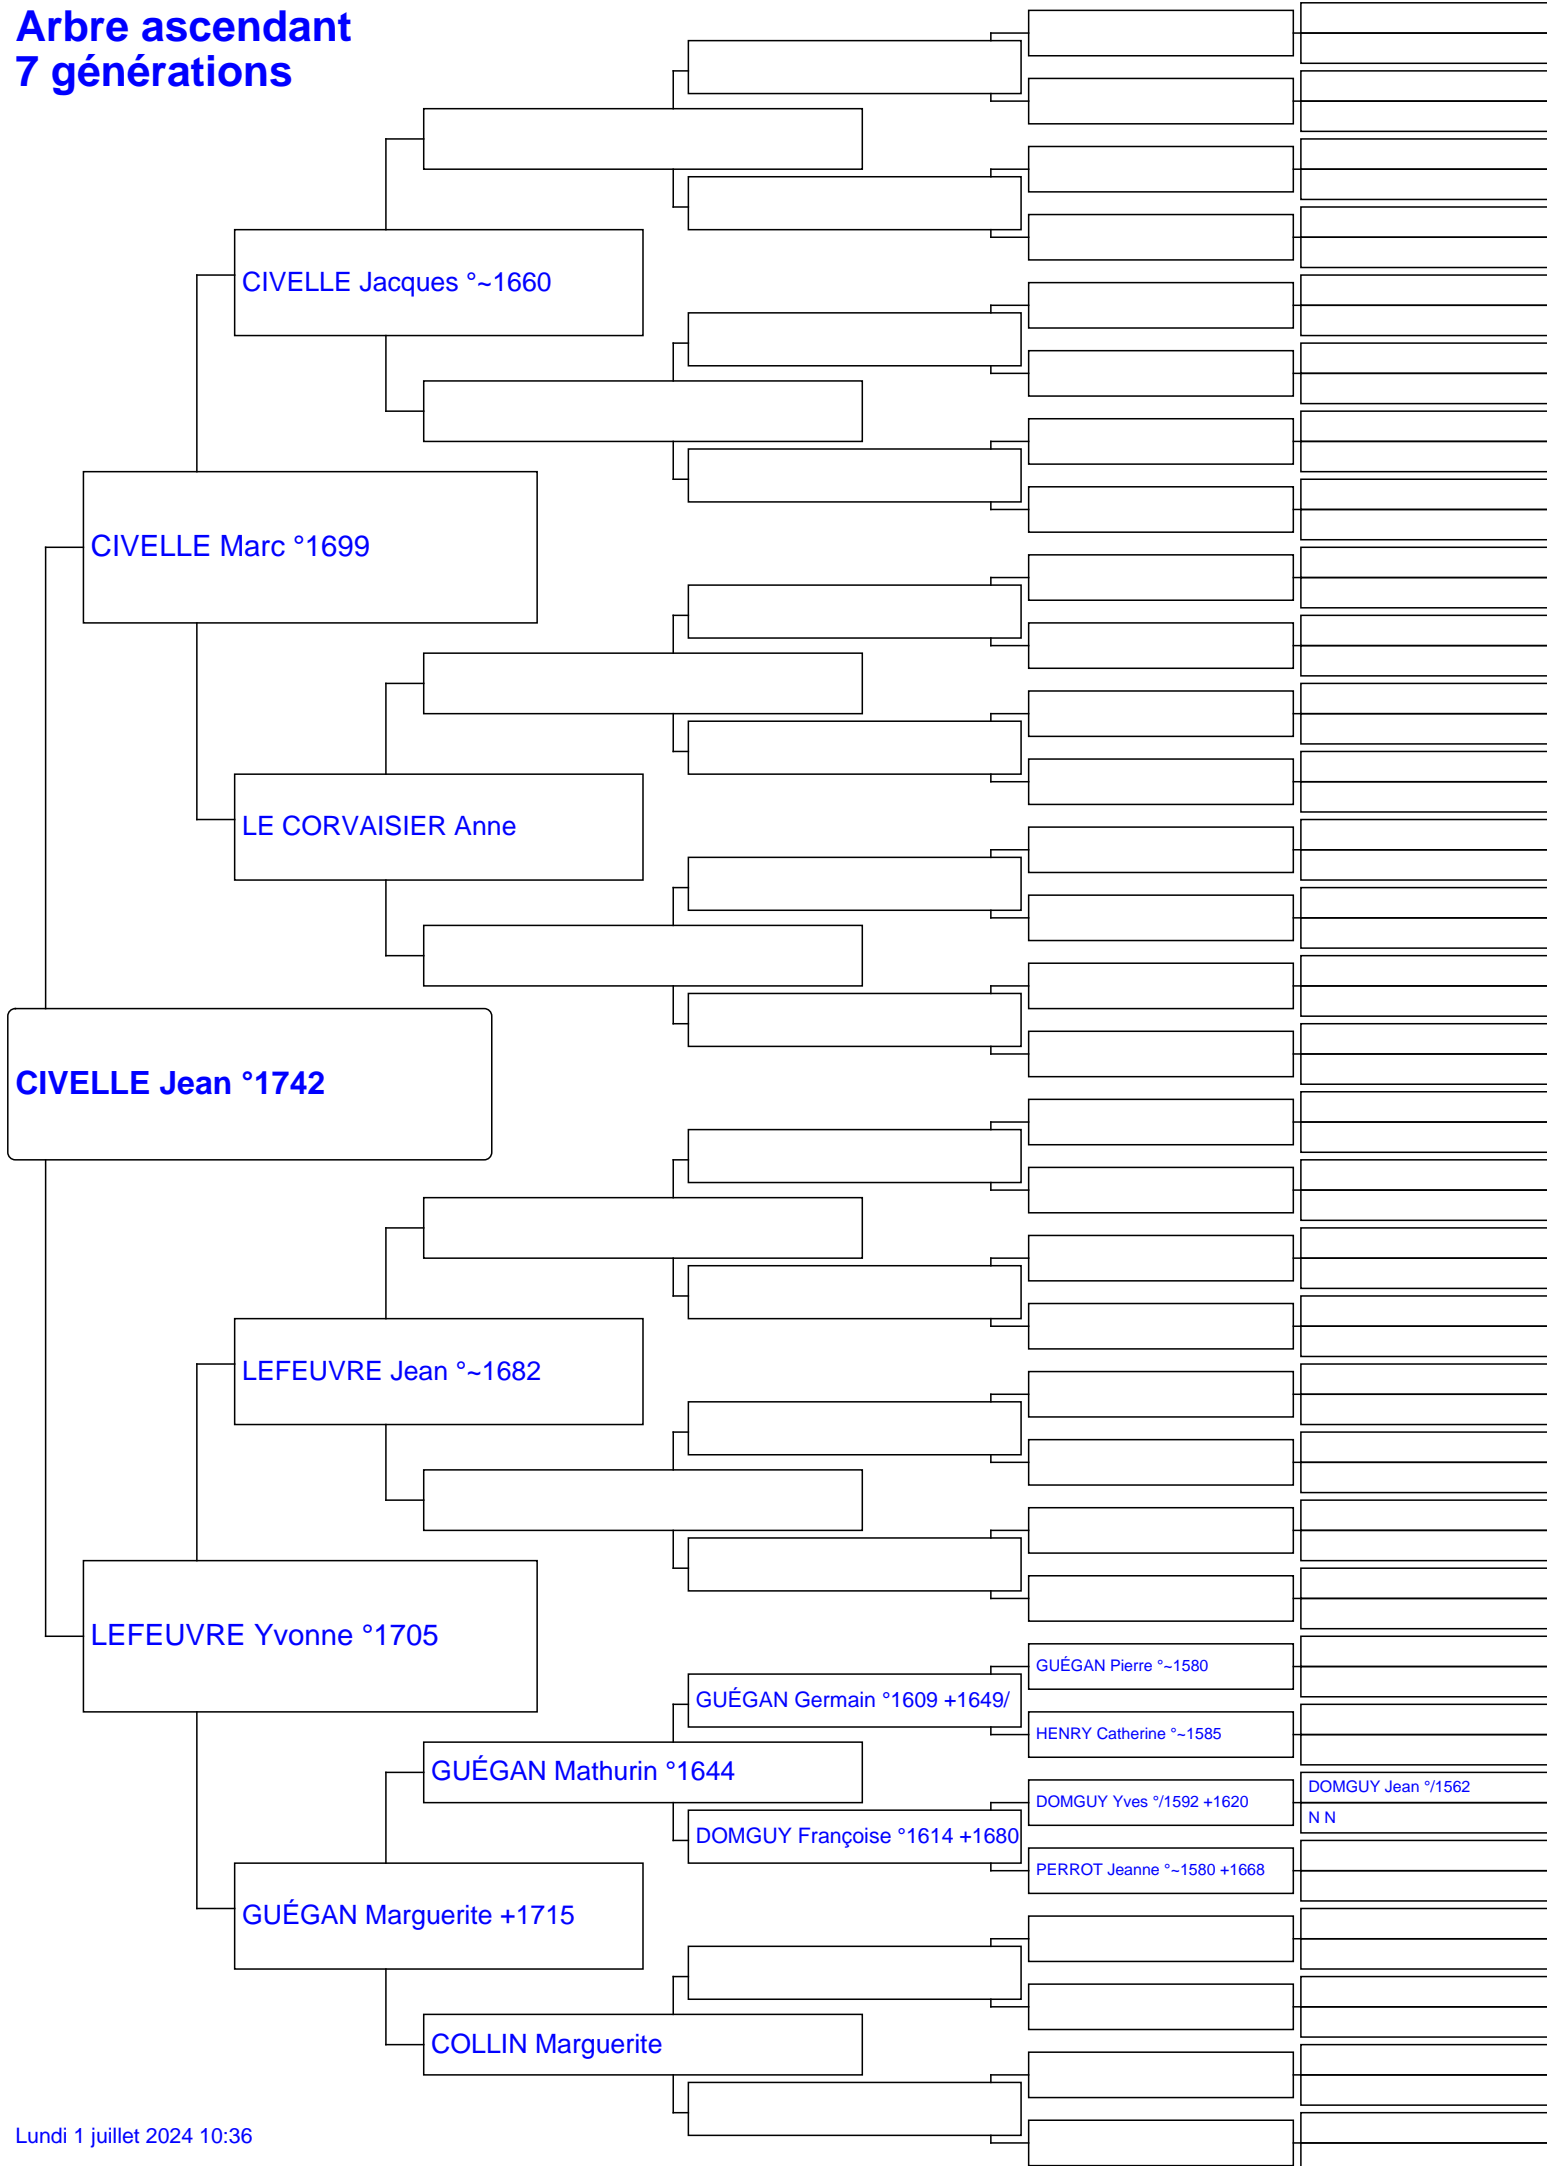 Arbre ascendant
7 générations
CIVELLE Jacques °~1660
CIVELLE Marc °1699
LE CORVAISIER Anne
CIVELLE Jean °1742
LEFEUVRE Jean °~1682
LEFEUVRE Yvonne °1705
GUÉGAN Pierre °~1580
GUÉGAN Germain °1609 +1649/
HENRY Catherine °~1585
GUÉGAN Mathurin °1644
DOMGUY Jean °/1562
DOMGUY Yves °/1592 +1620
N N
DOMGUY Françoise °1614 +1680
PERROT Jeanne °~1580 +1668
GUÉGAN Marguerite +1715
COLLIN Marguerite
Lundi 1 juillet 2024 10:36